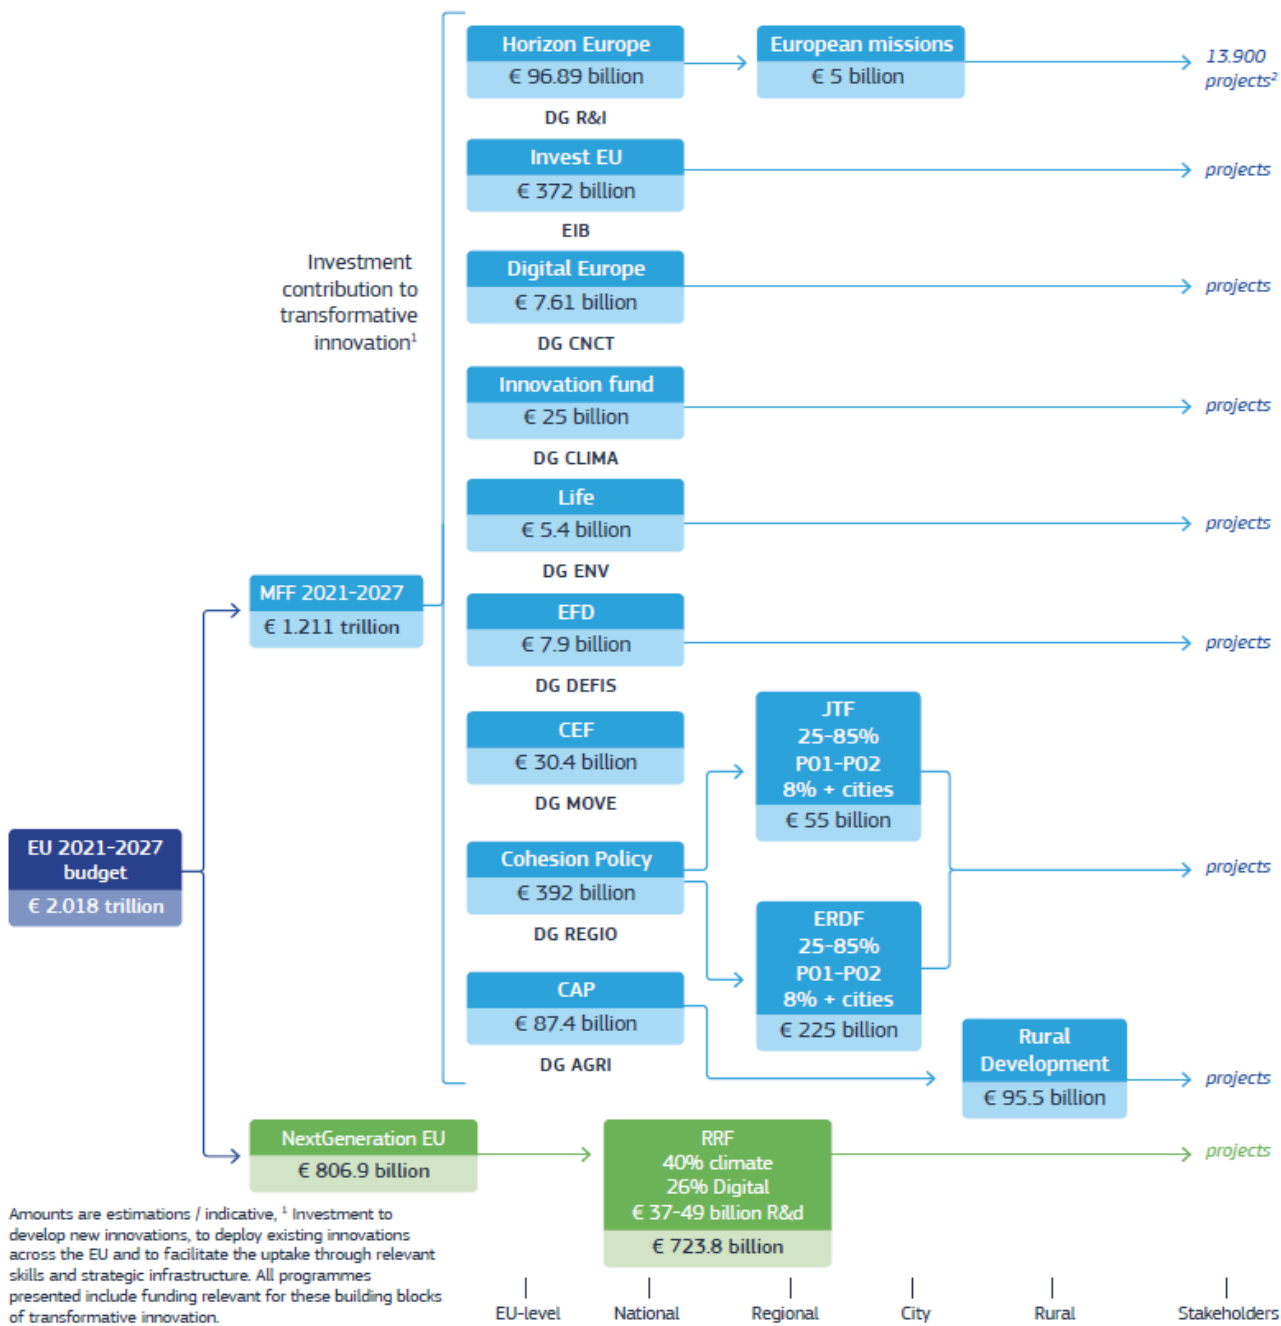 Horizon Europe
€ 96.89 billion
DG R&I
European missions
€ 5 billion
13.900
projects²
Invest EU
€ 372 billion
EIB
projects
Investment
contribution to
transformative
innovation¹
Digital Europe
€ 7.61 billion
DG CNCT
projects
Innovation fund
€ 25 billion
DG CLIMA
projects
Life
€ 5.4 billion
DG ENV
projects
MFF 2021-2027
€ 1.211 trillion
EFD
€ 7.9 billion
DG DEFIS
projects
CEF
€ 30.4 billion
DG MOVE
JTF
25-85%
P01-P02
8% + cities
€ 55 billion
EU 2021-2027
budget
€ 2.018 trillion
Cohesion Policy
€ 392 billion
DG REGIO
projects
ERDF
25-85%
P01-P02
8% + cities
€ 225 billion
CAP
€ 87.4 billion
DG AGRI
Rural
Development
€ 95.5 billion
projects
NextGeneration EU
€ 806.9 billion
RRF
40% climate
26% Digital
€ 37-49 billion R&d
€ 723.8 billion
projects
Amounts are estimations / indicative, ¹ Investment to
develop new innovations, to deploy existing innovations
across the EU and to facilitate the uptake through relevant
skills and strategic infrastructure. All programmes
presented include funding relevant for these building blocks
of transformative innovation.
EU-level
National
Regional
City
Rural
Stakeholders